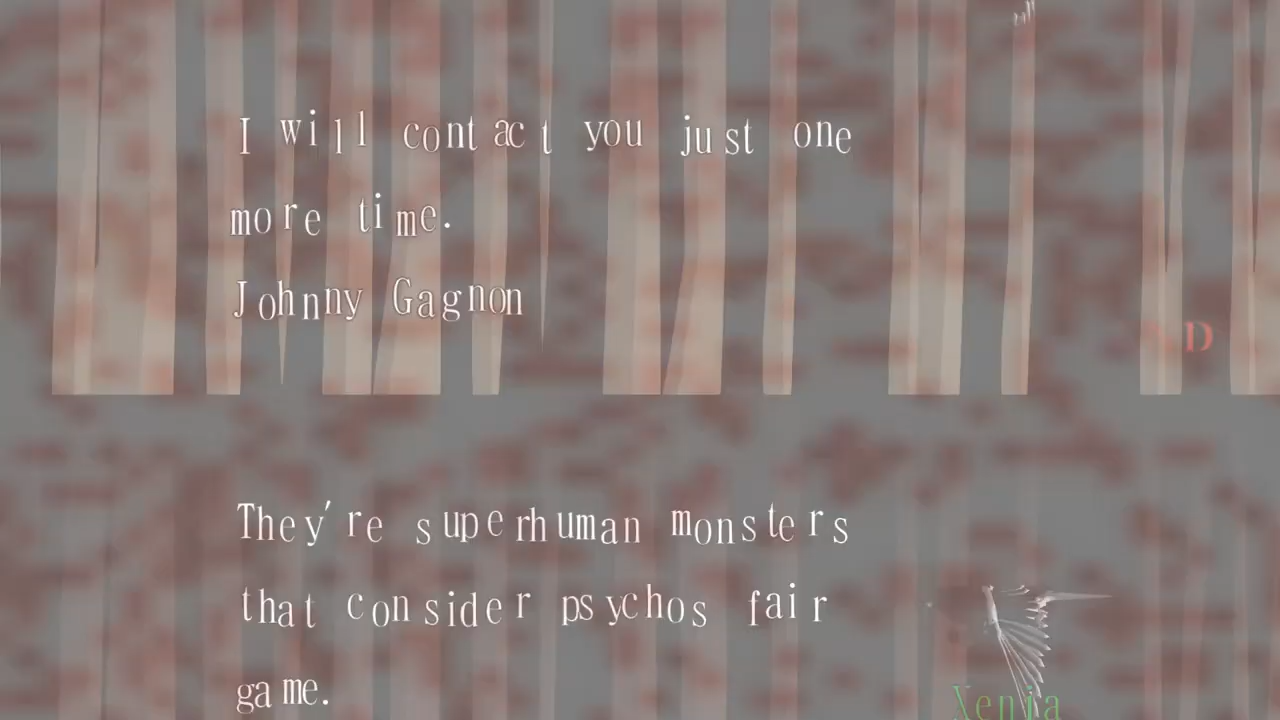 I will contact you just one
more time.
Johnny Gagnon
D
They're superhuman monsters
that consider psychos fair
game.
Xenia